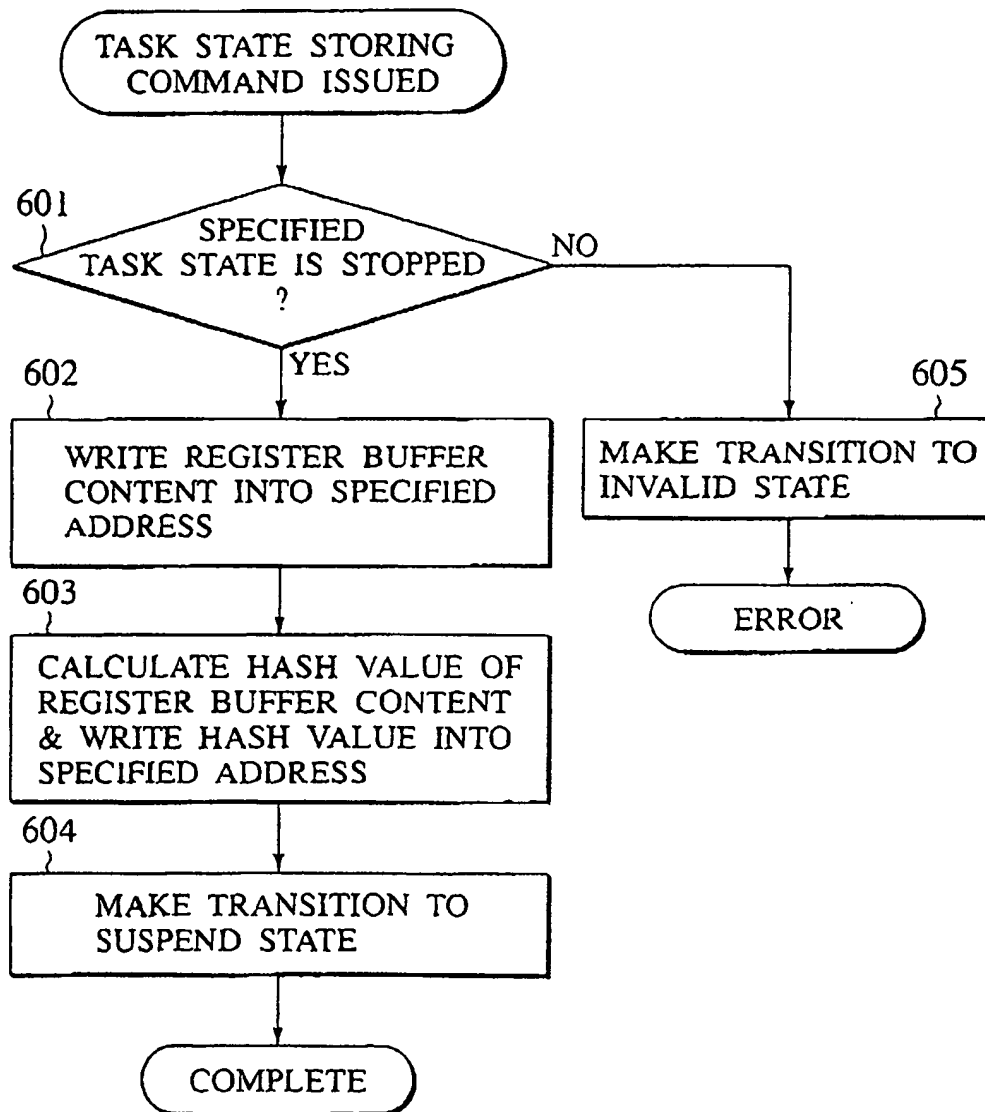 TASK STATE STORING
COMMAND ISSUED
601
SPECIFIED
TASK STATE IS STOPPED
?
NO
YES
602
WRITE REGISTER BUFFER
CONTENT INTO SPECIFIED
ADDRESS
605
MAKE TRANSITION TO
INVALID STATE
603
CALCULATE HASH VALUE OF
REGISTER BUFFER CONTENT
& WRITE HASH VALUE INTO
SPECIFIED ADDRESS
ERROR
604
MAKE TRANSITION TO
SUSPEND STATE
COMPLETE